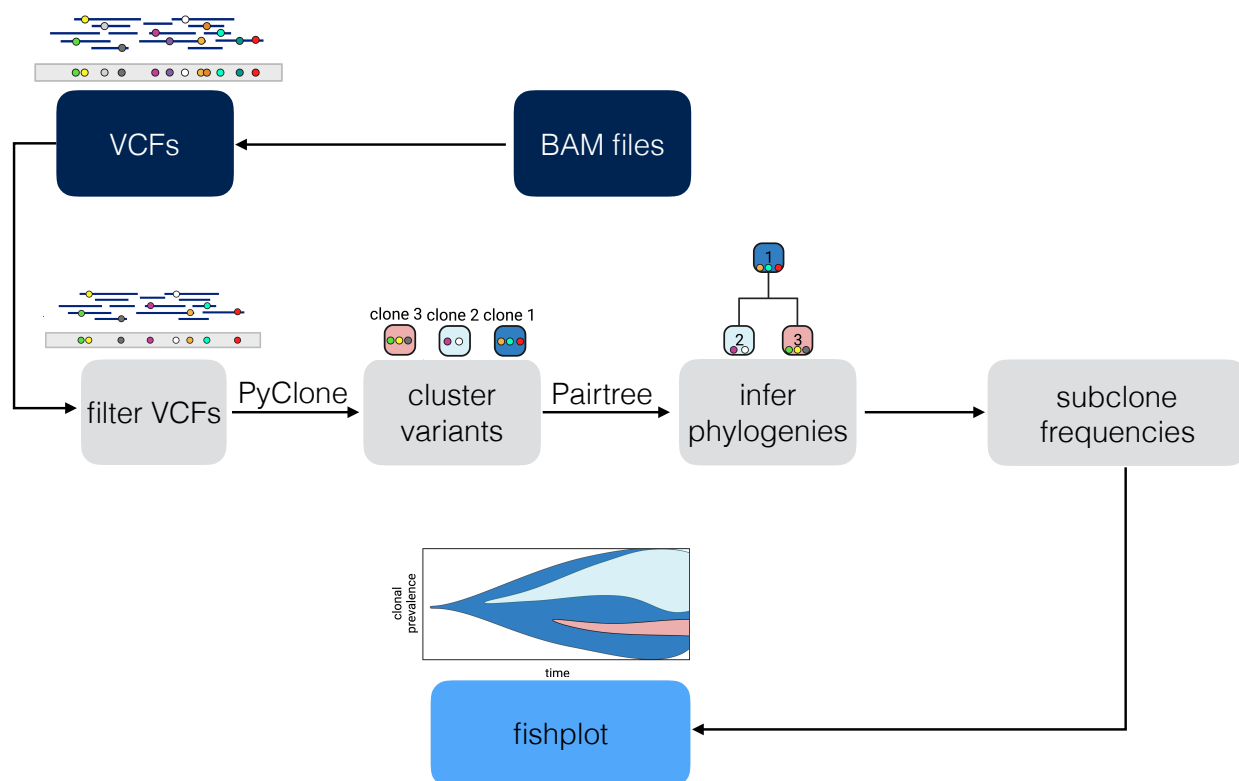 VCFs
BAM files
filter VCFs
PyClone
clone 3 clone 2 clone 1
cluster
variants
Pairtree
1
2
3
infer
phylogenies
subclone
frequencies
clonal
prevalence
time
fishplot